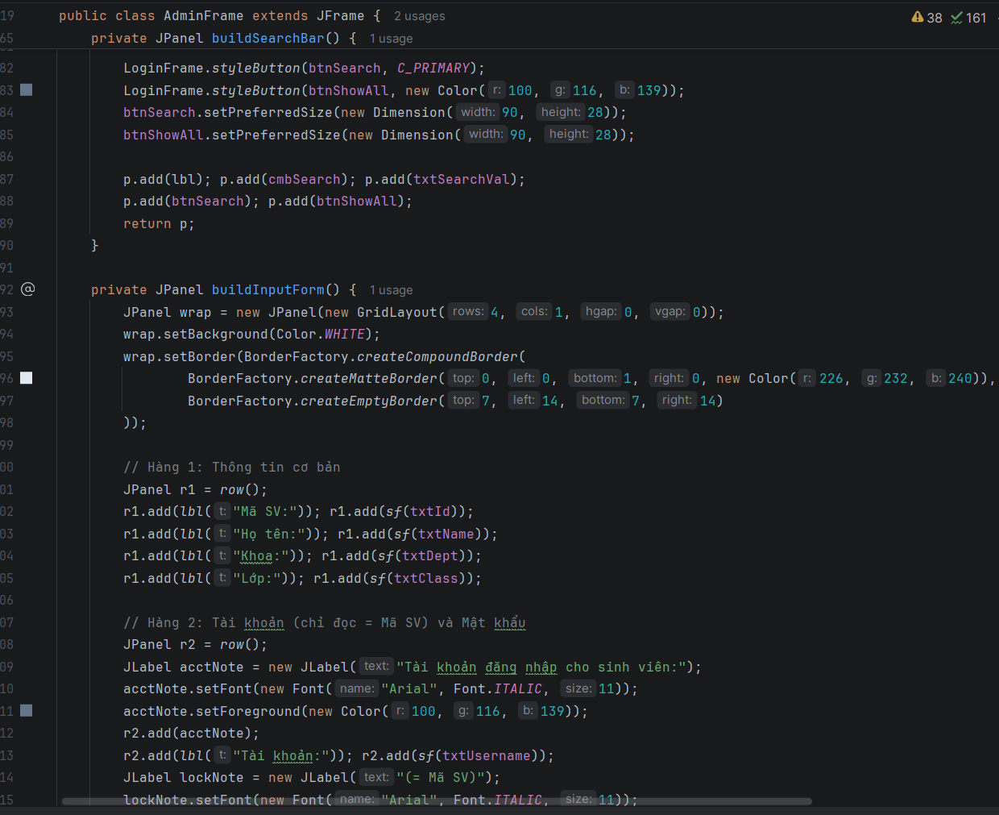 19 public class AdminFrame extends JFrame { 2 usages 38 161
65 private JPanel buildSearchBar() { 1 usage
82 LoginFrame.styleButton(btnSearch, C_PRIMARY);
83 LoginFrame.styleButton(btnShowAll, new Color( r: 100, g: 116, b: 139));
84 btnSearch.setPreferredSize(new Dimension( width: 90, height: 28));
85 btnShowAll.setPreferredSize(new Dimension( width: 90, height: 28));
86
87 p.add(lbl); p.add(cmbSearch); p.add(txtSearchVal);
88 p.add(btnSearch); p.add(btnShowAll);
89 return p;
90 }
91
92 @ private JPanel buildInputForm() { 1 usage
93 JPanel wrap = new JPanel(new GridLayout( rows: 4, cols: 1, hgap: 0, vgap: 0));
94 wrap.setBackground(Color.WHITE);
95 wrap.setBorder(BorderFactory.createCompoundBorder(
96 BorderFactory.createMatteBorder( top: 0, left: 0, bottom: 1, right: 0, new Color( r: 226, g: 232, b: 240)),
97 BorderFactory.createEmptyBorder( top: 7, left: 14, bottom: 7, right: 14)
98 ));
99
00 // Hàng 1: Thông tin cơ bản
01 JPanel r1 = row();
02 r1.add(lbl( t: "Mã SV:")); r1.add(sf(txtId));
03 r1.add(lbl( t: "Họ tên:")); r1.add(sf(txtName));
04 r1.add(lbl( t: "Khoa:")); r1.add(sf(txtDept));
05 r1.add(lbl( t: "Lớp:")); r1.add(sf(txtClass));
06
07 // Hàng 2: Tài khoản (chỉ đọc = Mã SV) và Mật khẩu
08 JPanel r2 = row();
09 JLabel acctNote = new JLabel( text: "Tài khoản đăng nhập cho sinh viên:");
10 acctNote.setFont(new Font( name: "Arial", Font.ITALIC, size: 11));
11 acctNote.setForeground(new Color( r: 100, g: 116, b: 139));
12 r2.add(acctNote);
13 r2.add(lbl( t: "Tài khoản:")); r2.add(sf(txtUsername));
14 JLabel lockNote = new JLabel( text: "(= Mã SV)");
15 lockNote.setFont(new Font( name: "Arial", Font.ITALIC, size: 11));